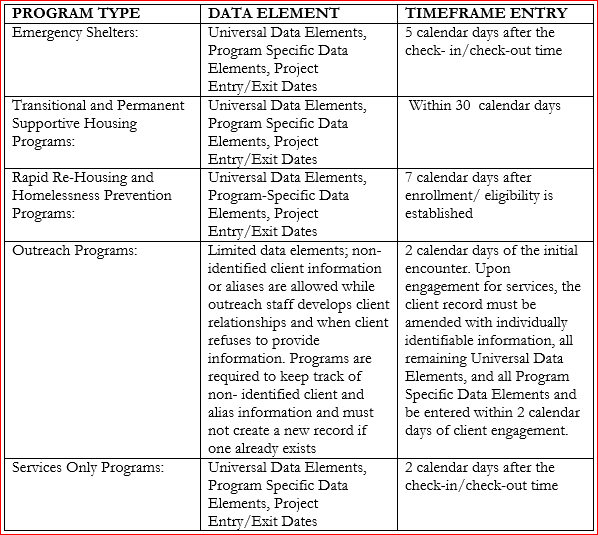 PROGRAM TYPE
DATA ELEMENT
TIMEFRAME ENTRY
Emergency Shelters:
Universal Data Elements,
Program Specific Data
Elements, Project
Entry/Exit Dates
5 calendar days after the
check- in/check-out time
Transitional and Permanent
Supportive Housing
Programs:
Universal Data Elements,
Program Specific Data
Elements, Project
Entry/Exit Dates
Within 30  calendar days
Rapid Re-Housing and
Homelessness Prevention
Programs:
Universal Data Elements,
Program-Specific Data
Elements, Project
Entry/Exit Dates
7 calendar days after
enrollment/ eligibility is
established
Outreach Programs:
Limited data elements; non-
identified client information
or aliases are allowed while
outreach staff develops client
relationships and when client
refuses to provide
information. Programs are
required to keep track of
non- identified client and
alias information and must
not create a new record if
one already exists
2 calendar days of the initial
encounter. Upon
engagement for services, the
client record must be
amended with individually
identifiable information, all
remaining Universal Data
Elements, and all Program
Specific Data Elements and
be entered within 2 calendar
days of client engagement.
Services Only Programs:
Universal Data Elements,
Program Specific Data
Elements, Project
Entry/Exit Dates
2 calendar days after the
check-in/check-out time